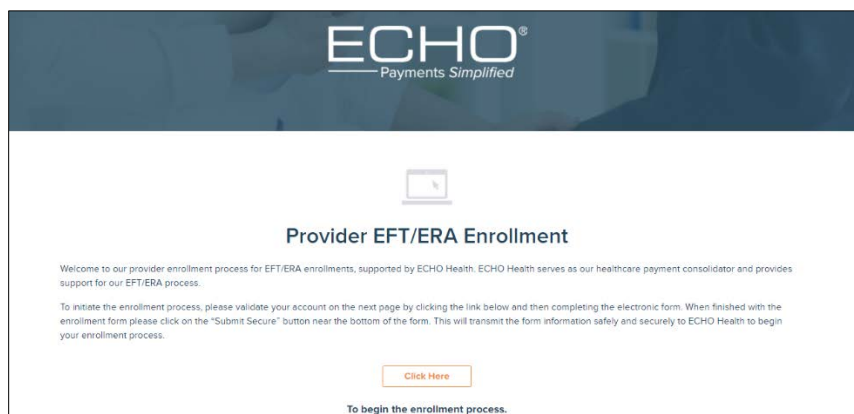 ECHO®
Payments Simplified
Provider EFT/ERA Enrollment
Welcome to our provider enrollment process for EFT/ERA enrollments, supported by ECHO Health. ECHO Health serves as our healthcare payment consolidator and provides
support for our EFT/ERA process.
To initiate the enrollment process, please validate your account on the next page by clicking the link below and then completing the electronic form. When finished with the
enrollment form please click on the “Submit Secure” button near the bottom of the form. This will transmit the form information safely and securely to ECHO Health to begin
your enrollment process.
Click Here
To begin the enrollment process.